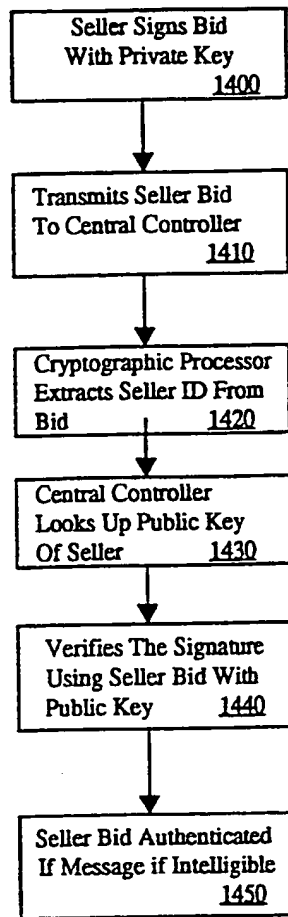 Seller Signs Bid
With Private Key
1400
Transmits Seller Bid
To Central Controller
1410
Cryptographic Processor
Extracts Seller ID From
Bid 1420
Central Controller
Looks Up Public Key
Of Seller 1430
Verifies The Signature
Using Seller Bid With
Public Key 1440
Seller Bid Authenticated
If Message if Intelligible
1450